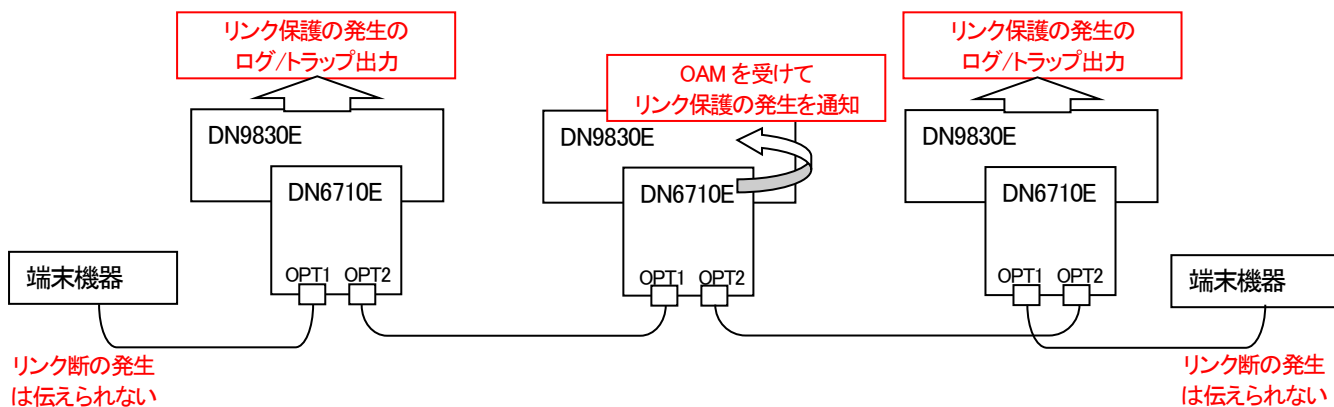 リンク保護の発生の
ログ/トラップ出力
DN9830E
DN6710E
OPT1 OPT2
端末機器
リンク断の発生
は伝えられない
OAM を受けて
リンク保護の発生を通知
DN9830E
DN6710E
OPT1 OPT2
リンク保護の発生の
ログ/トラップ出力
DN9830E
DN6710E
OPT1 OPT2
端末機器
リンク断の発生
は伝えられない